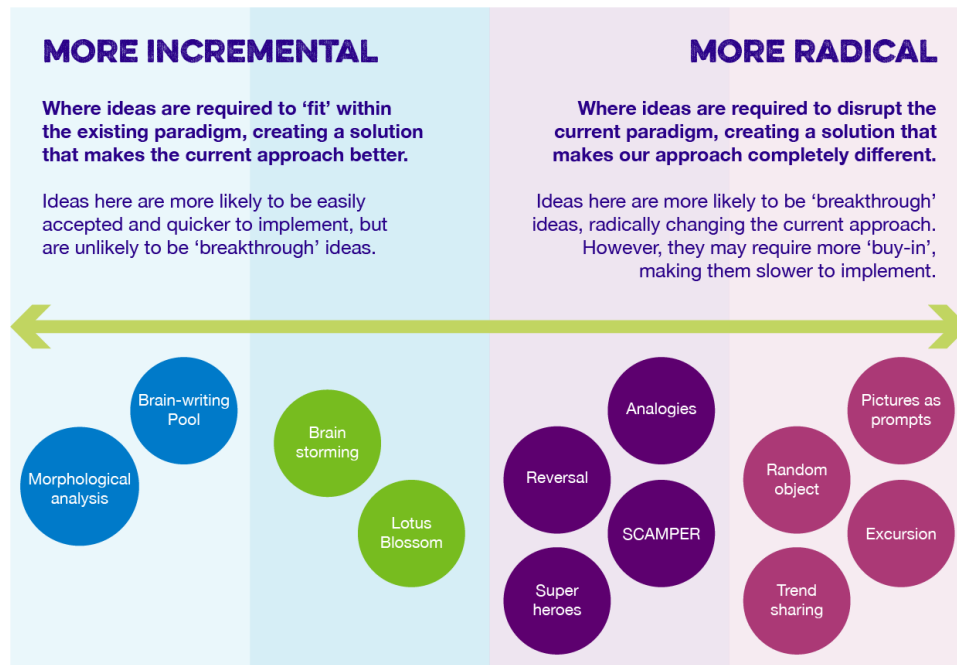 MORE INCREMENTAL
Where ideas are required to ‘fit’ within
the existing paradigm, creating a solution
that makes the current approach better.
Ideas here are more likely to be easily
accepted and quicker to implement, but
are unlikely to be ‘breakthrough’ ideas.
MORE RADICAL
Where ideas are required to disrupt the
current paradigm, creating a solution that
makes our approach completely different.
Ideas here are more likely to be ‘breakthrough’
ideas, radically changing the current approach.
However, they may require more ‘buy-in’,
making them slower to implement.
Brain-writing
Pool
Morphological
analysis
Brain
storming
Lotus
Blossom
Analogies
Reversal
SCAMPER
Super
heroes
Pictures as
prompts
Random
object
Excursion
Trend
sharing